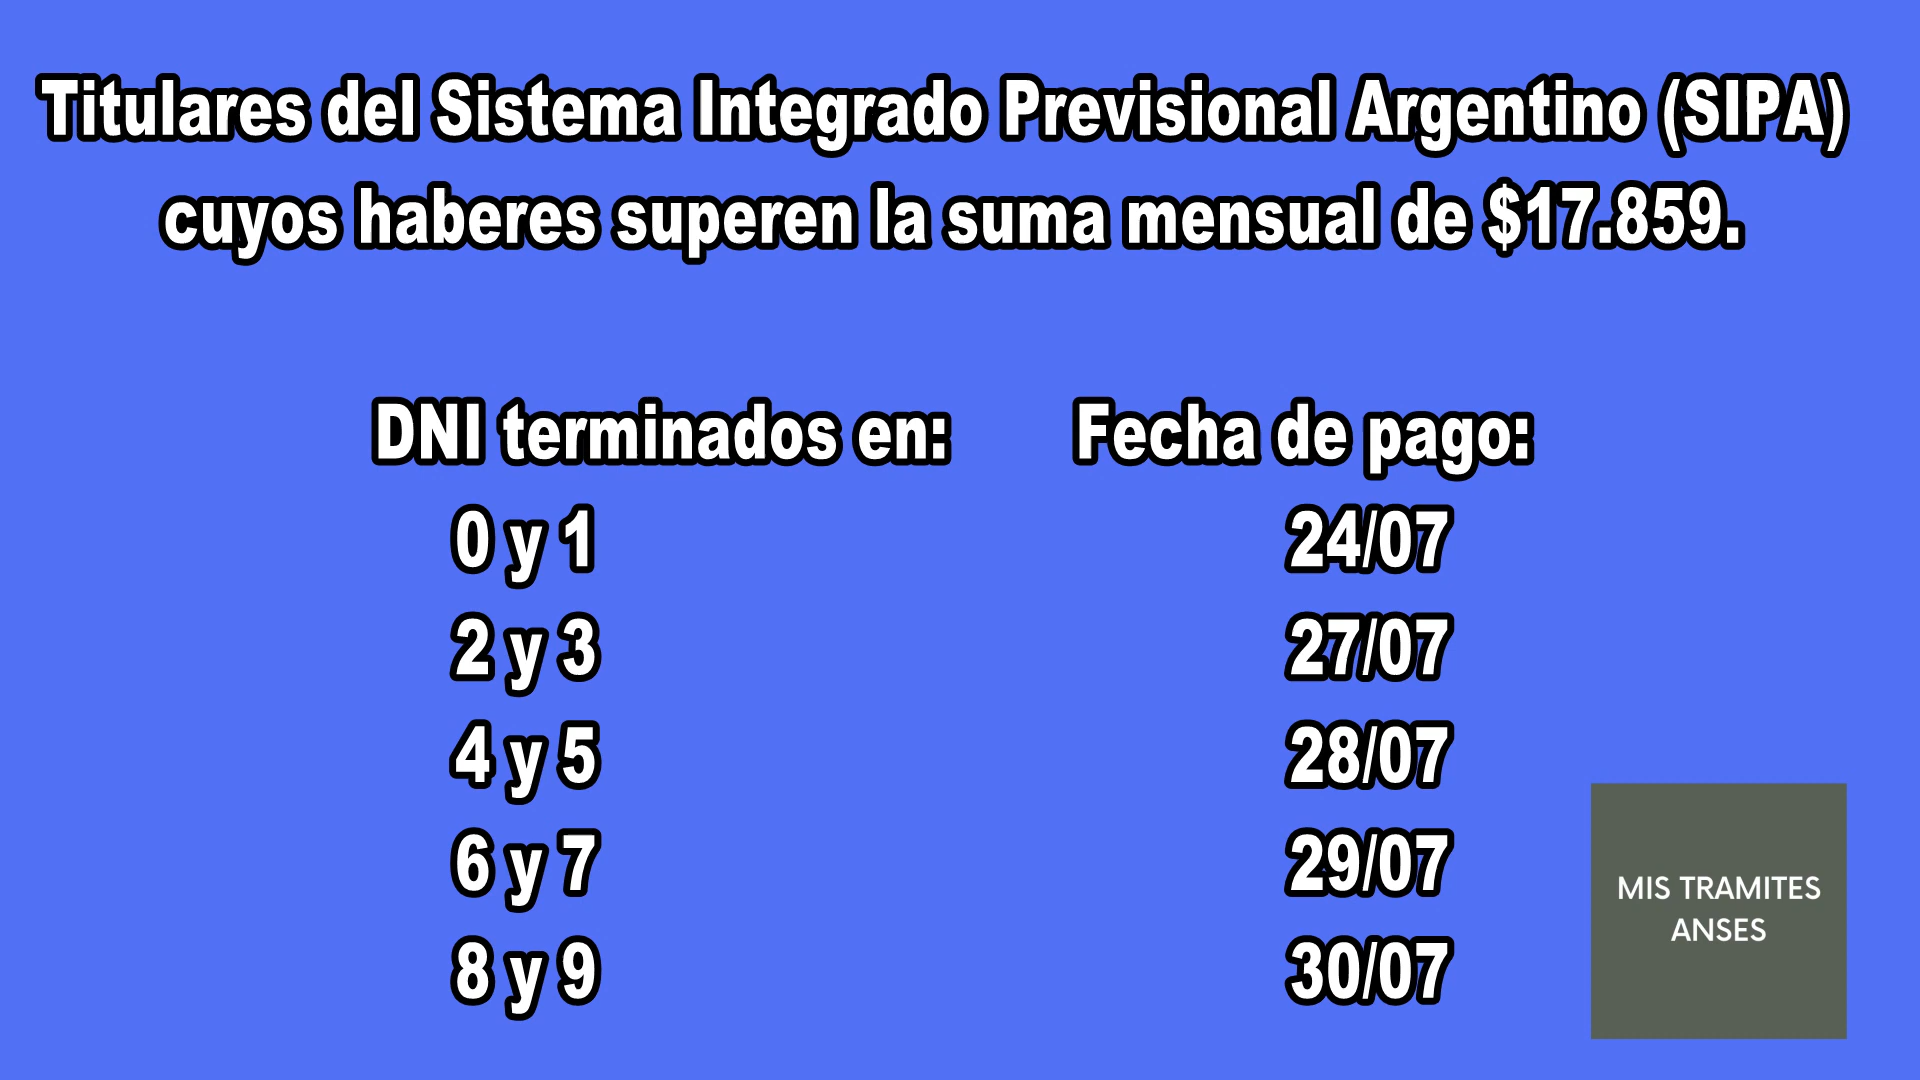 Titulares del Sistema Integrado Previsional Argentino (SIPA)
cuyos haberes superen la suma mensual de $17.859.
DNI terminados en: Fecha de pago:
0 y 1 24/07
2 y 3 27/07
4 y 5 28/07
6 y 7 29/07
8 y 9 30/07
MIS TRAMITES
ANSES